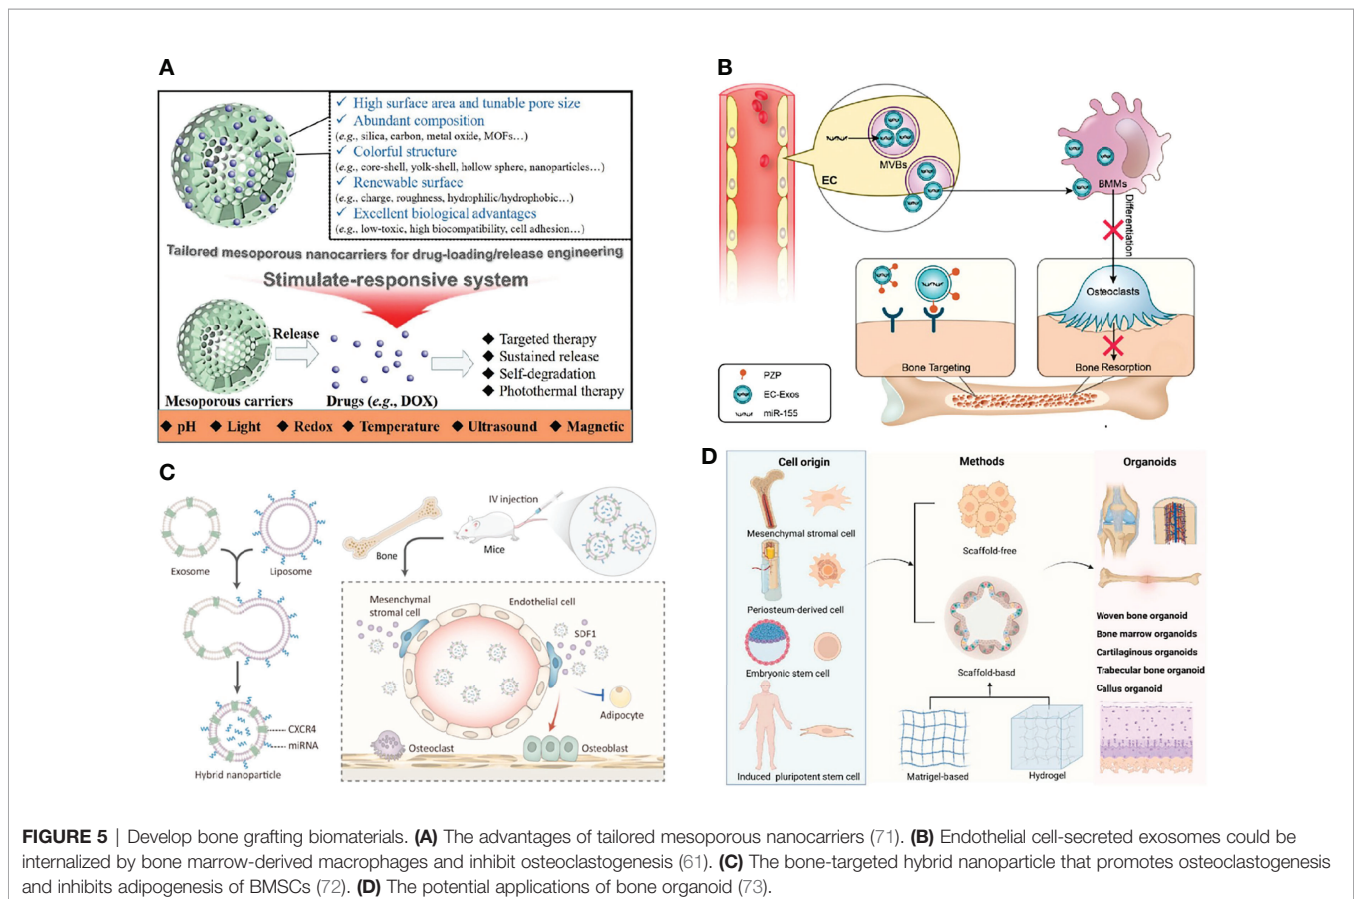 A
✓ High surface area and tunable pore size
✓ Abundant composition
(e.g., silica, carbon, metal oxide, MOFs...)
✓ Colorful structure
(e.g., core-shell, yolk-shell, hollow sphere, nanoparticles...)
✓ Renewable surface
(e.g., charge, roughness, hydrophilic/hydrophobic...)
✓ Excellent biological advantages
(e.g., low-toxic, high biocompatibility, cell adhesion...)
Tailored mesoporous nanocarriers for drug-loading/release engineering
Stimulate-responsive system
Release
Mesoporous carriers
Drugs (e.g., DOX)
◆ Targeted therapy
◆ Sustained release
◆ Self-degradation
◆ Photothermal therapy
◆ pH ◆ Light ◆ Redox ◆ Temperature ◆ Ultrasound ◆ Magnetic
B
EC
MVBs
BMMs
Differentiation
Osteoclasts
Bone Targeting
Bone Resorption
PZP
EC-Exos
miR-155
C
Exosome
Liposome
CXCR4
miRNA
Hybrid nanoparticle
Bone
IV injection
Mice
Mesenchymal
stromal cell
Endothelial cell
SDF1
Adipocyte
Osteoclast
Osteoblast
D
Cell origin
Mesenchymal stromal cell
Periosteum-derived cell
Embryonic stem cell
Induced pluripotent stem cell
Methods
Scaffold-free
Scaffold-based
Matrigel-based
Hydrogel
Organoids
Woven bone organoid
Bone marrow organoids
Cartilaginous organoids
Trabecular bone organoid
Callus organoid
FIGURE 5 | Develop bone grafting biomaterials. (A) The advantages of tailored mesoporous nanocarriers (71). (B) Endothelial cell-secreted exosomes could be
internalized by bone marrow-derived macrophages and inhibit osteoclastogenesis (61). (C) The bone-targeted hybrid nanoparticle that promotes osteoclastogenesis
and inhibits adipogenesis of BMSCs (72). (D) The potential applications of bone organoid (73).